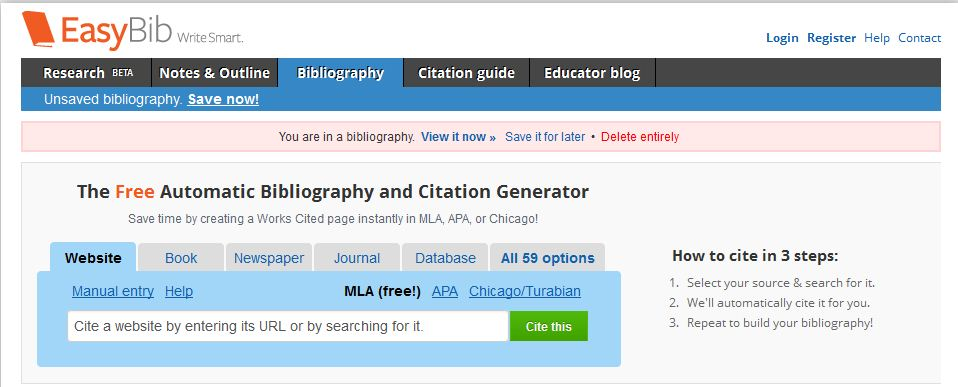 EasyBib Write Smart.
Login Register Help Contact
Research BETA Notes & Outline Bibliography Citation guide Educator blog
Unsaved bibliography. Save now!
You are in a bibliography. View it now » Save it for later • Delete entirely
The Free Automatic Bibliography and Citation Generator
Save time by creating a Works Cited page instantly in MLA, APA, or Chicago!
Website Book Newspaper Journal Database All 59 options
Manual entry Help MLA (free!) APA Chicago/Turabian
Cite a website by entering its URL or by searching for it. Cite this
How to cite in 3 steps:
1. Select your source & search for it.
2. We'll automatically cite it for you.
3. Repeat to build your bibliography!